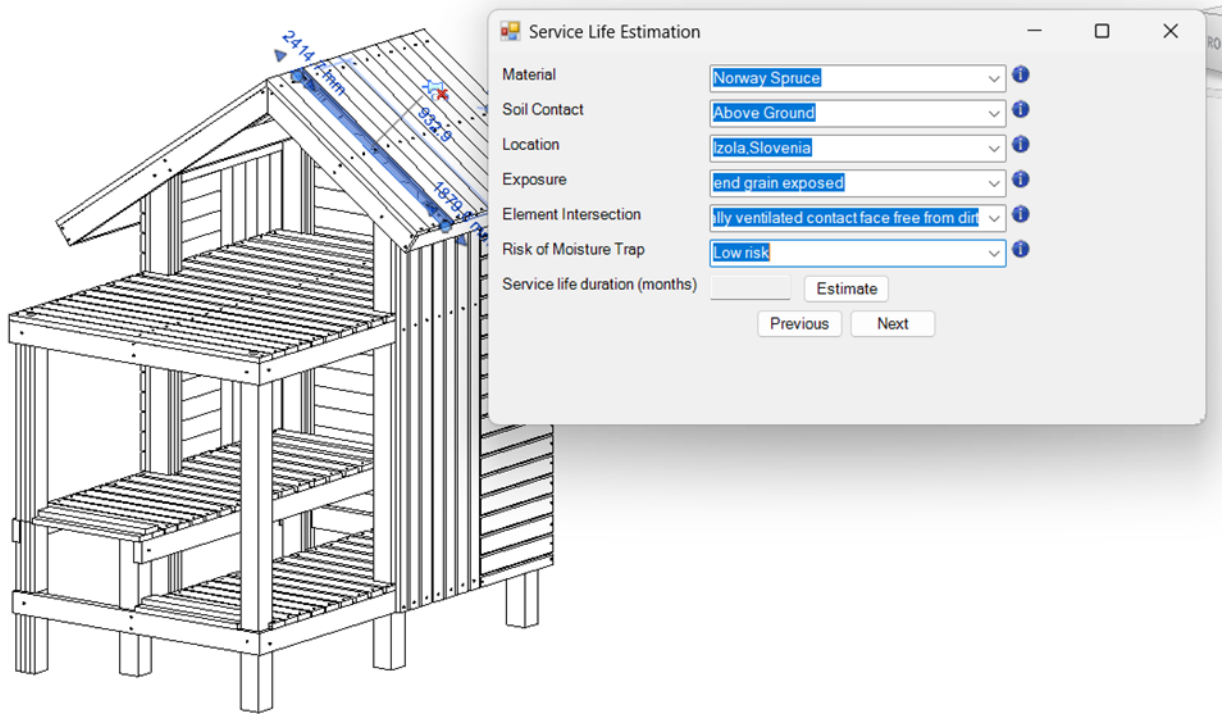 Service Life Estimation
Material
Norway Spruce
Soil Contact
Above Ground
Location
Izola,Slovenia
Exposure
end grain exposed
Element Intersection
ally ventilated contact face free from dirt
Risk of Moisture Trap
Low risk
Service life duration (months)
Estimate
Previous
Next
932.9